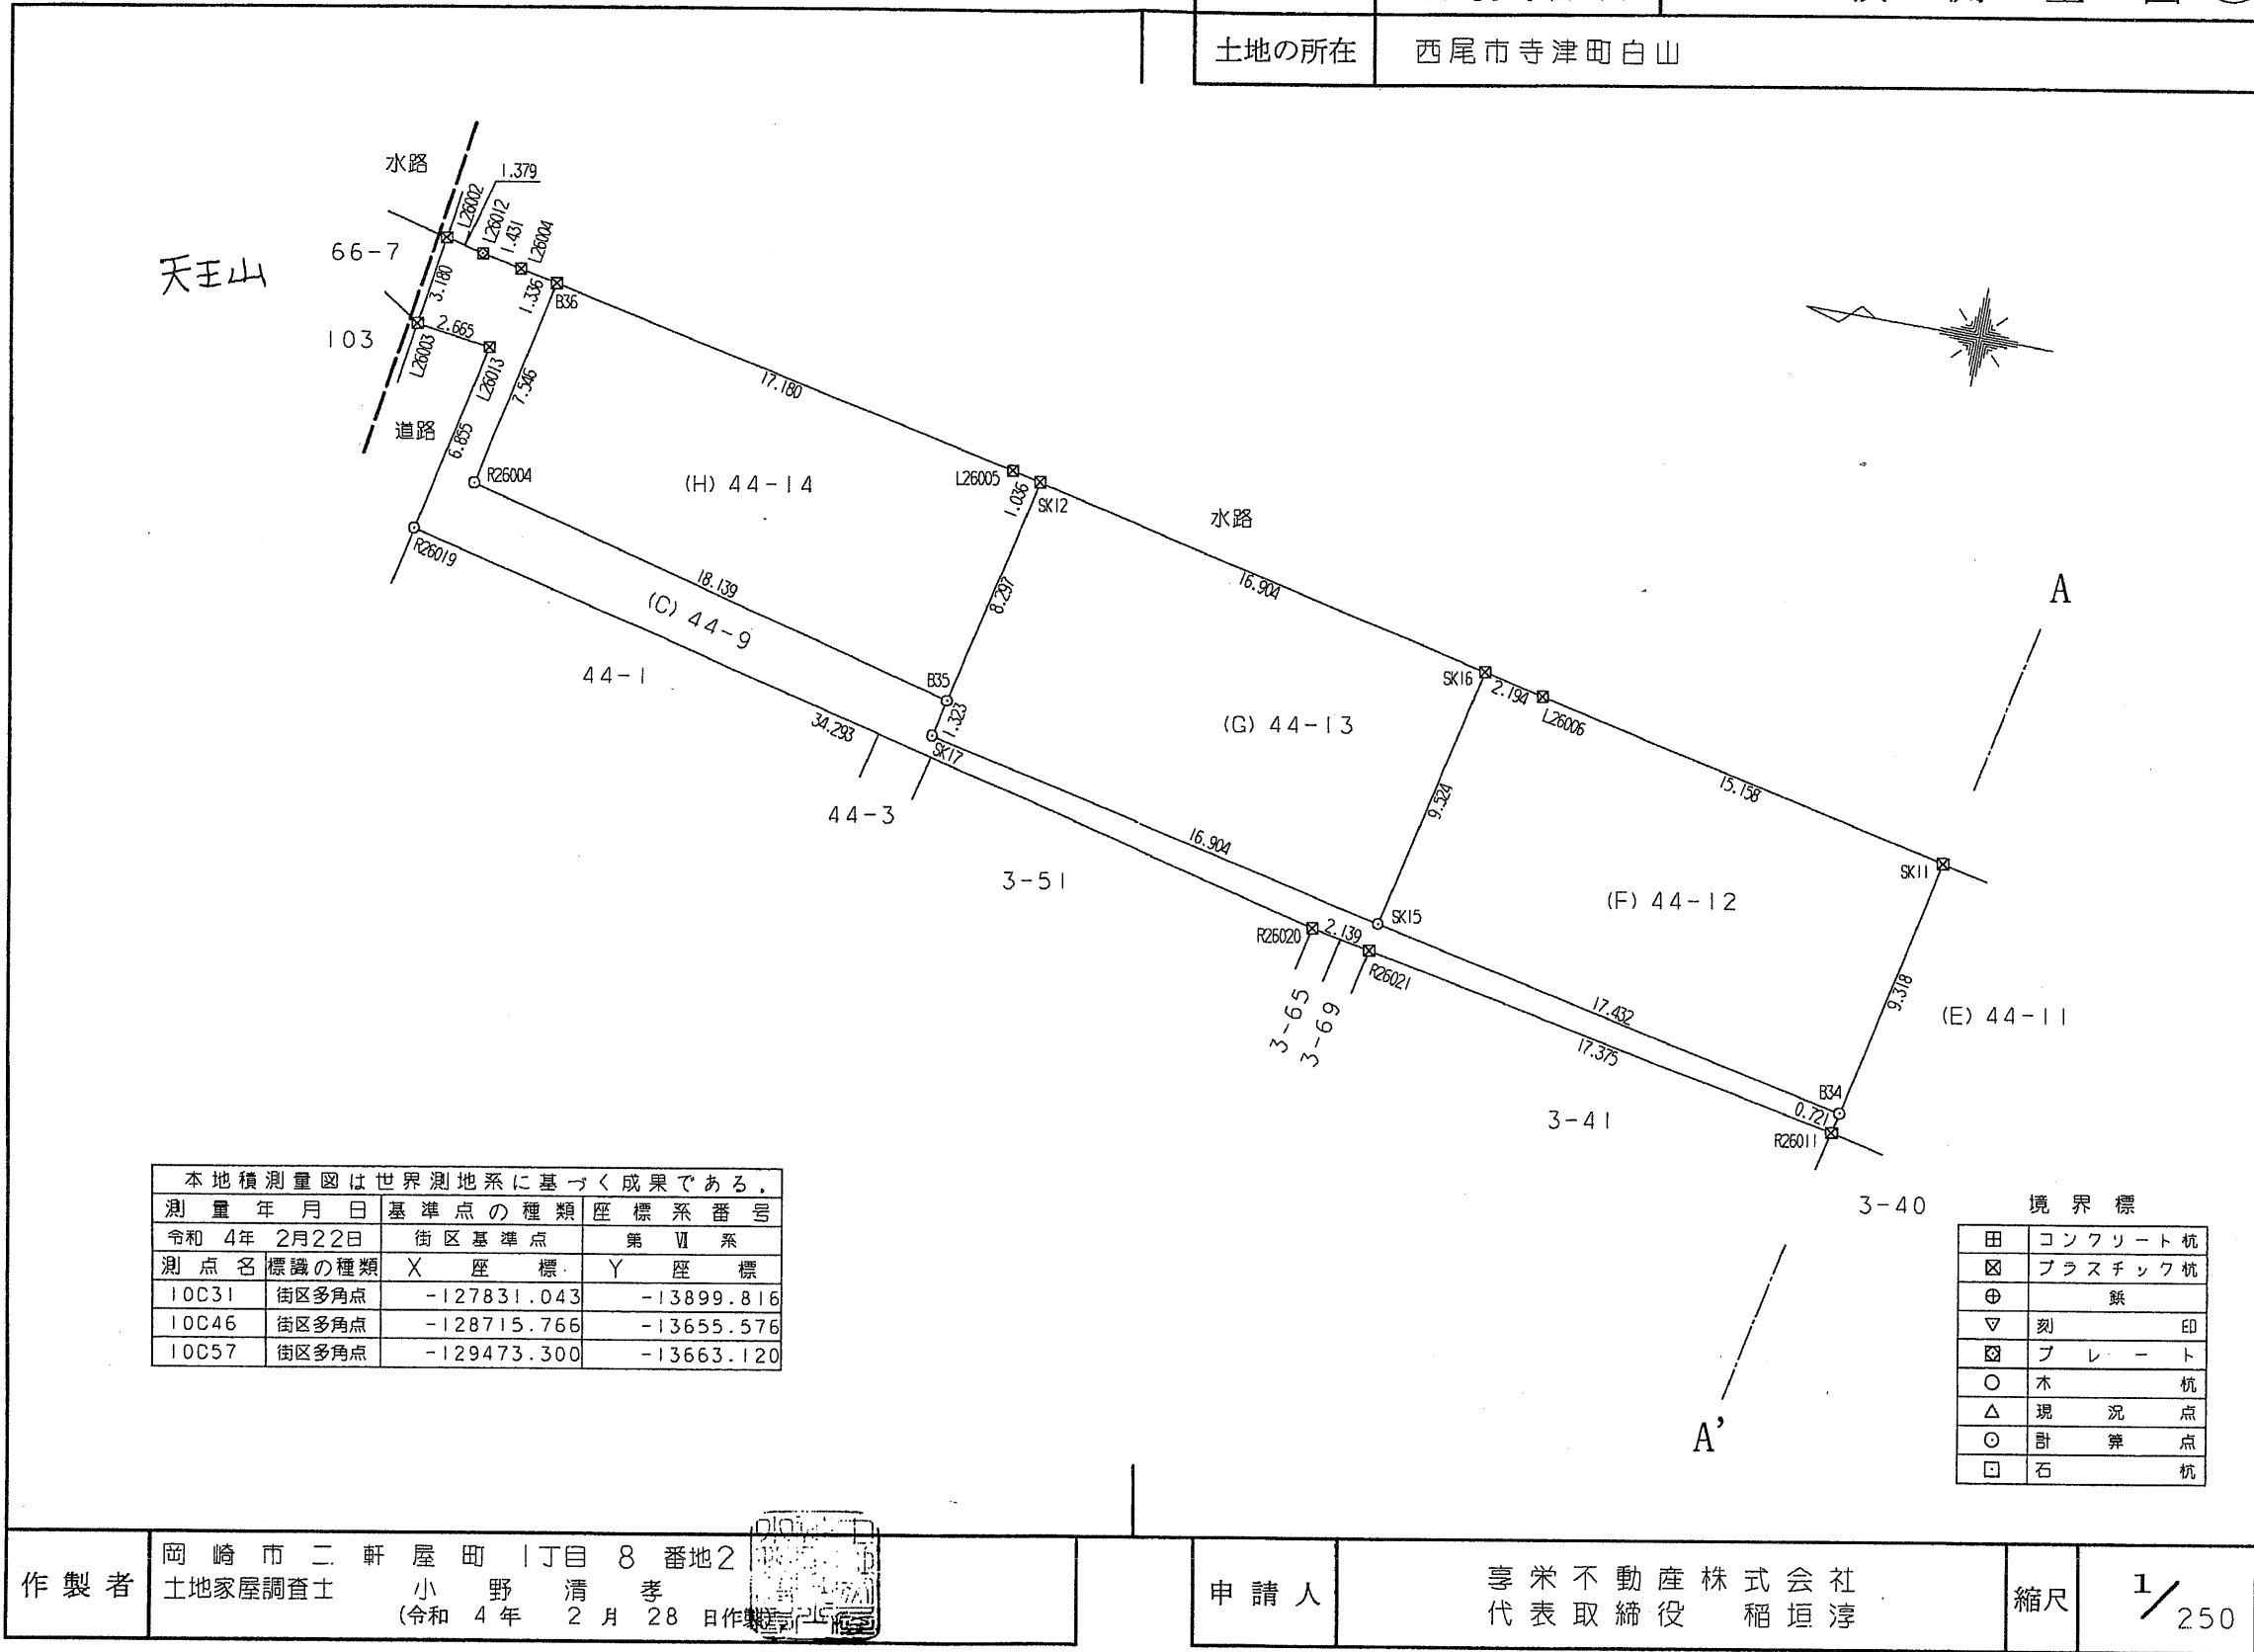 土地の所在 西尾市寺津町白山
水路
天王山
66-7
103
道路
L26002
1.379
L26012
1.431
L26004
1.336
B36
3.180
2.665
L26003
L26013
7.546
6.855
R26004
R26019
17.180
(H) 44-14
L26005
1.036
SK12
水路
18.139
(C) 44-9
8.297
16.904
A
44-1
B35
1.323
SK17
34.293
44-3
SK16
2.194
L26006
(G) 44-13
15.158
9.524
16.904
3-51
SK11
(F) 44-12
SK15
R26020
2.139
R26021
3-65
3-69
17.432
17.375
9.318
(E) 44-11
B34
0.721
R26011
3-41
3-40
本地積測量図は世界測地系に基づく成果である.
測量年月日 基準点の種類 座標系番号
令和 4年 2月22日 街区基準点 第Ⅶ系
測点名 標識の種類 X座標 Y座標
10C31 街区多角点 -127831.043 -13899.816
10C46 街区多角点 -128715.766 -13655.576
10C57 街区多角点 -129473.300 -13663.120
境界標
コンクリート杭
プラスチック杭
鋲
刻印
プレート
木杭
現況点
計算点
石杭
A'
作製者
岡崎市二軒屋町1丁目8番地2
土地家屋調査士 小野清孝
(令和 4年 2月 28日作製)
申請人
享栄不動産株式会社
代表取締役 稲垣淳
縮尺 1/250